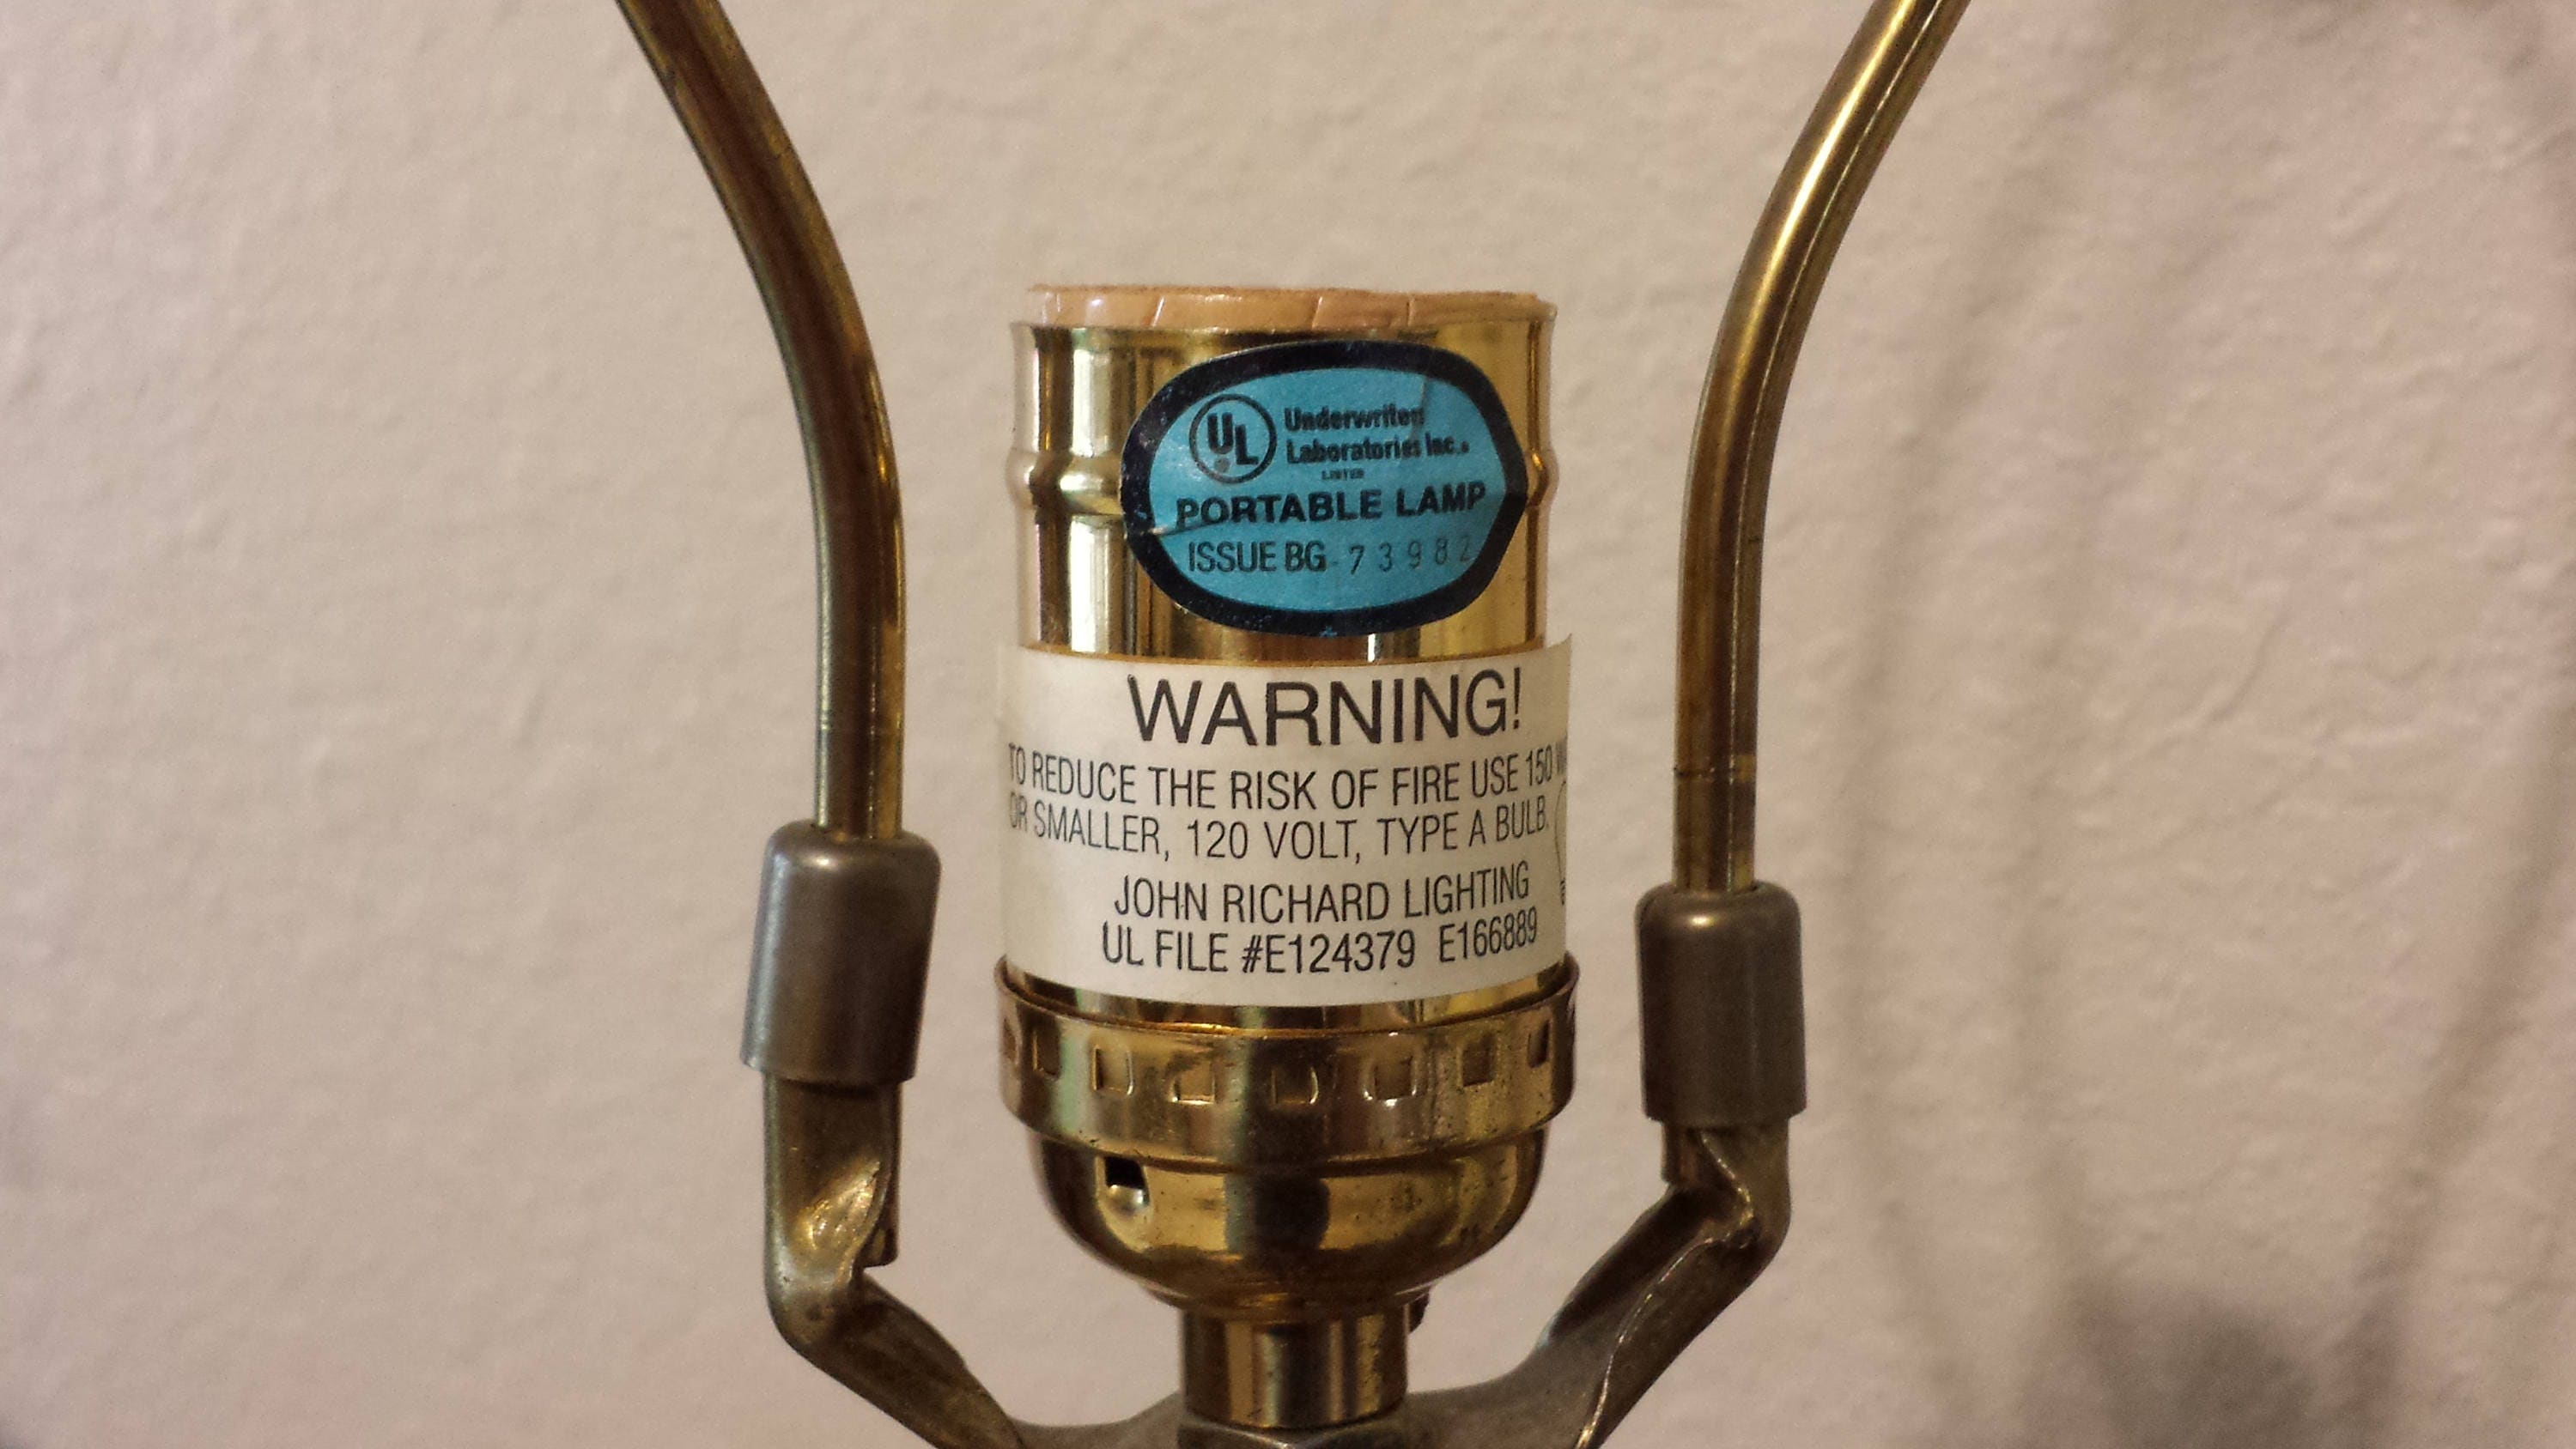 UL
Underwriters
Laboratories Inc.®
LISTED
PORTABLE LAMP
ISSUE BG-73982
WARNING!
TO REDUCE THE RISK OF FIRE USE 150
OR SMALLER, 120 VOLT, TYPE A BULB.
JOHN RICHARD LIGHTING
UL FILE #E124379 E166889